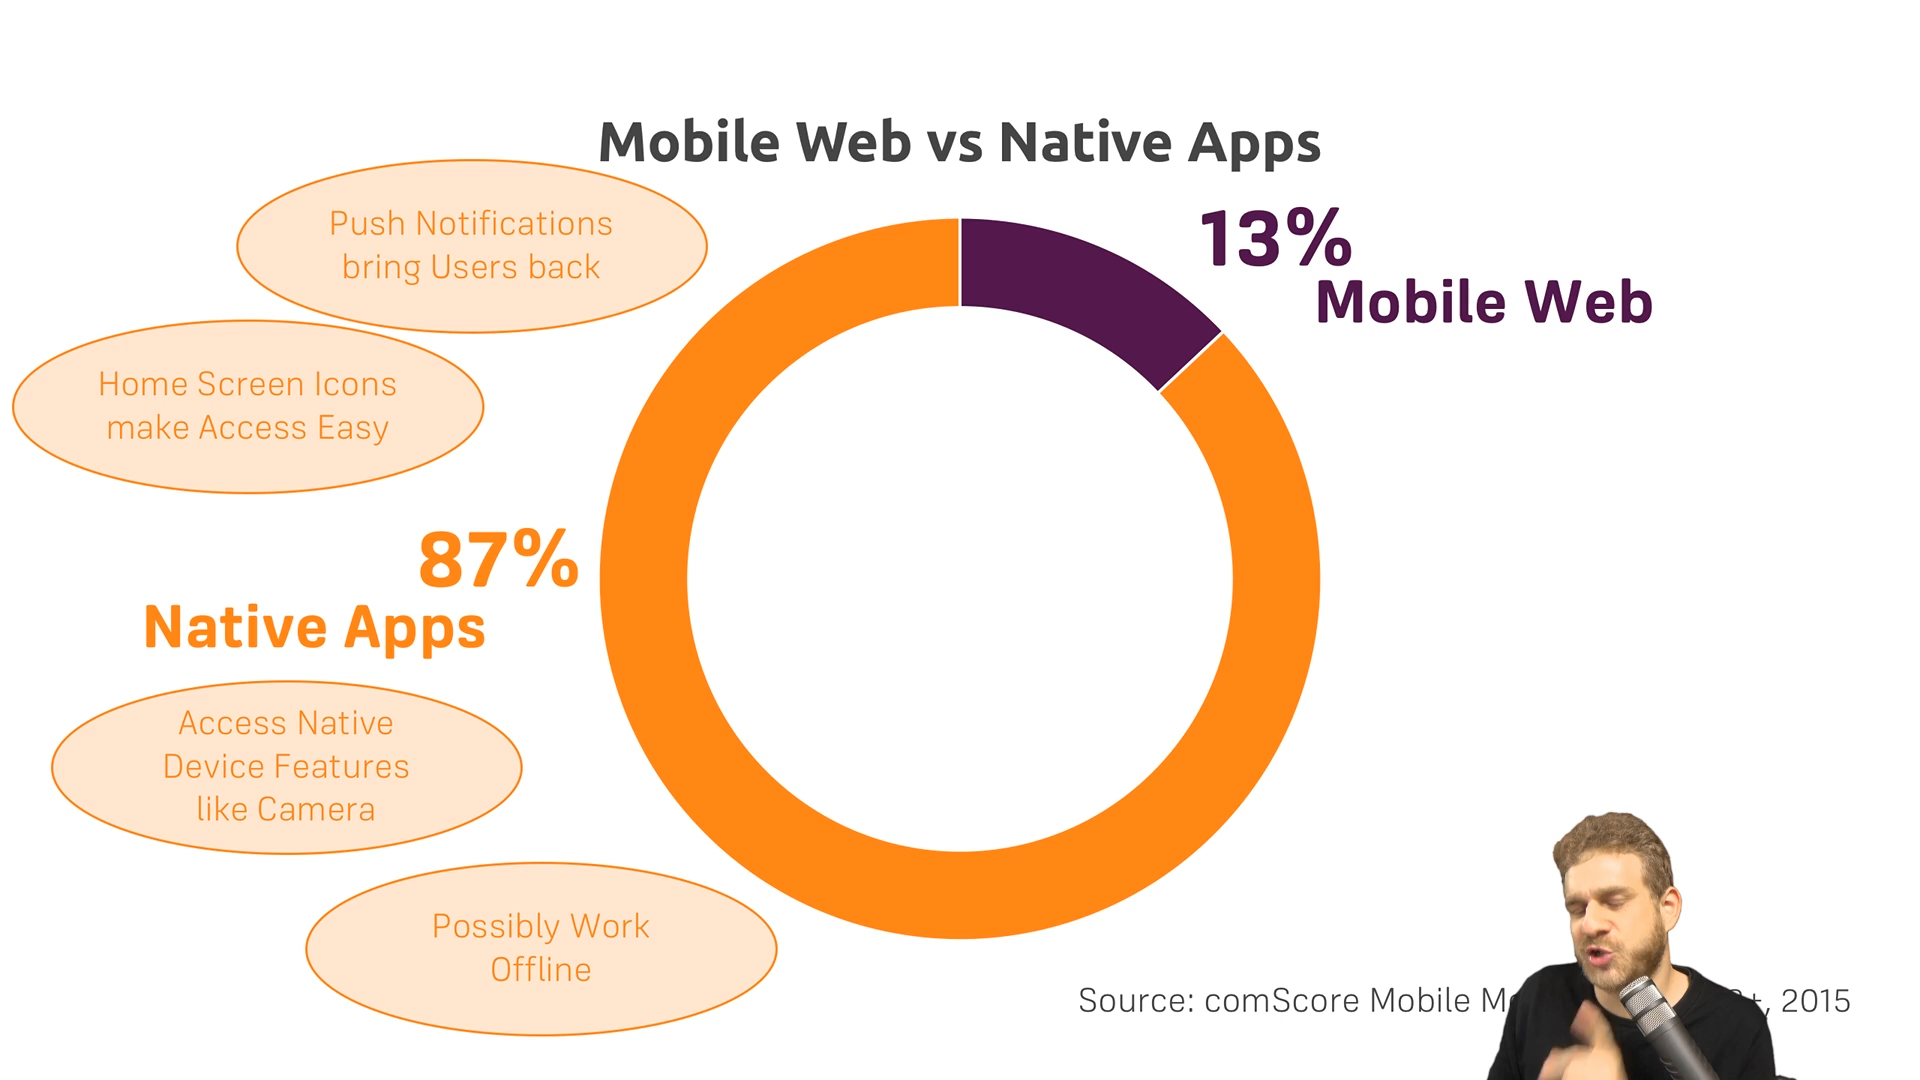 Mobile Web vs Native Apps
Push Notifications
bring Users back
13%
Mobile Web
Home Screen Icons
make Access Easy
87%
Native Apps
Access Native
Device Features
like Camera
Possibly Work
Offline
Source: comScore Mobile 2015